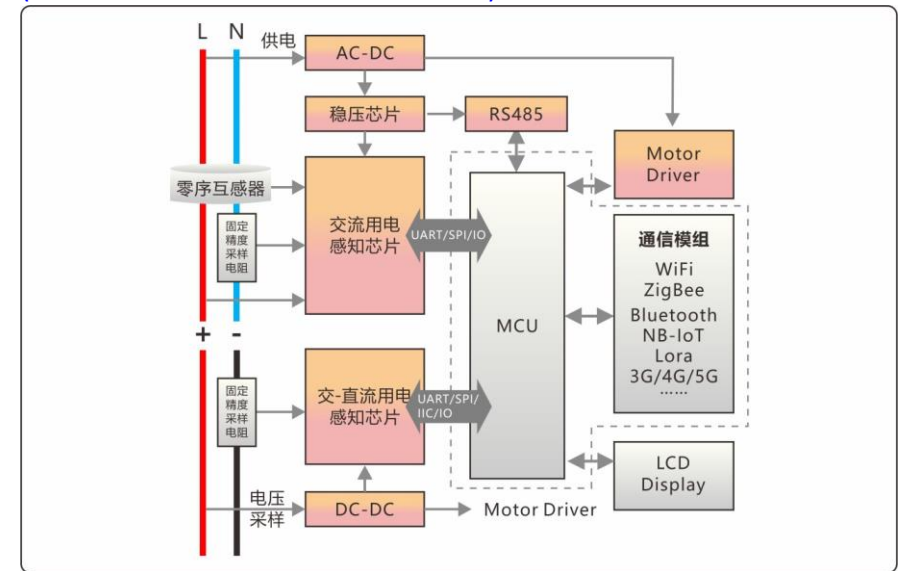 L N
供电
AC-DC
稳压芯片
RS485
Motor
Driver
零序互感器
固定
精度
采样
电阻
交流用电
感知芯片
UART/SPI/IO
MCU
通信模组
WiFi
ZigBee
Bluetooth
NB-IoT
Lora
3G/4G/5G
······
+ -
固定
精度
采样
电阻
交-直流用电
感知芯片
UART/SPI/
IIC/IO
LCD
Display
电压
采样
DC-DC
Motor Driver